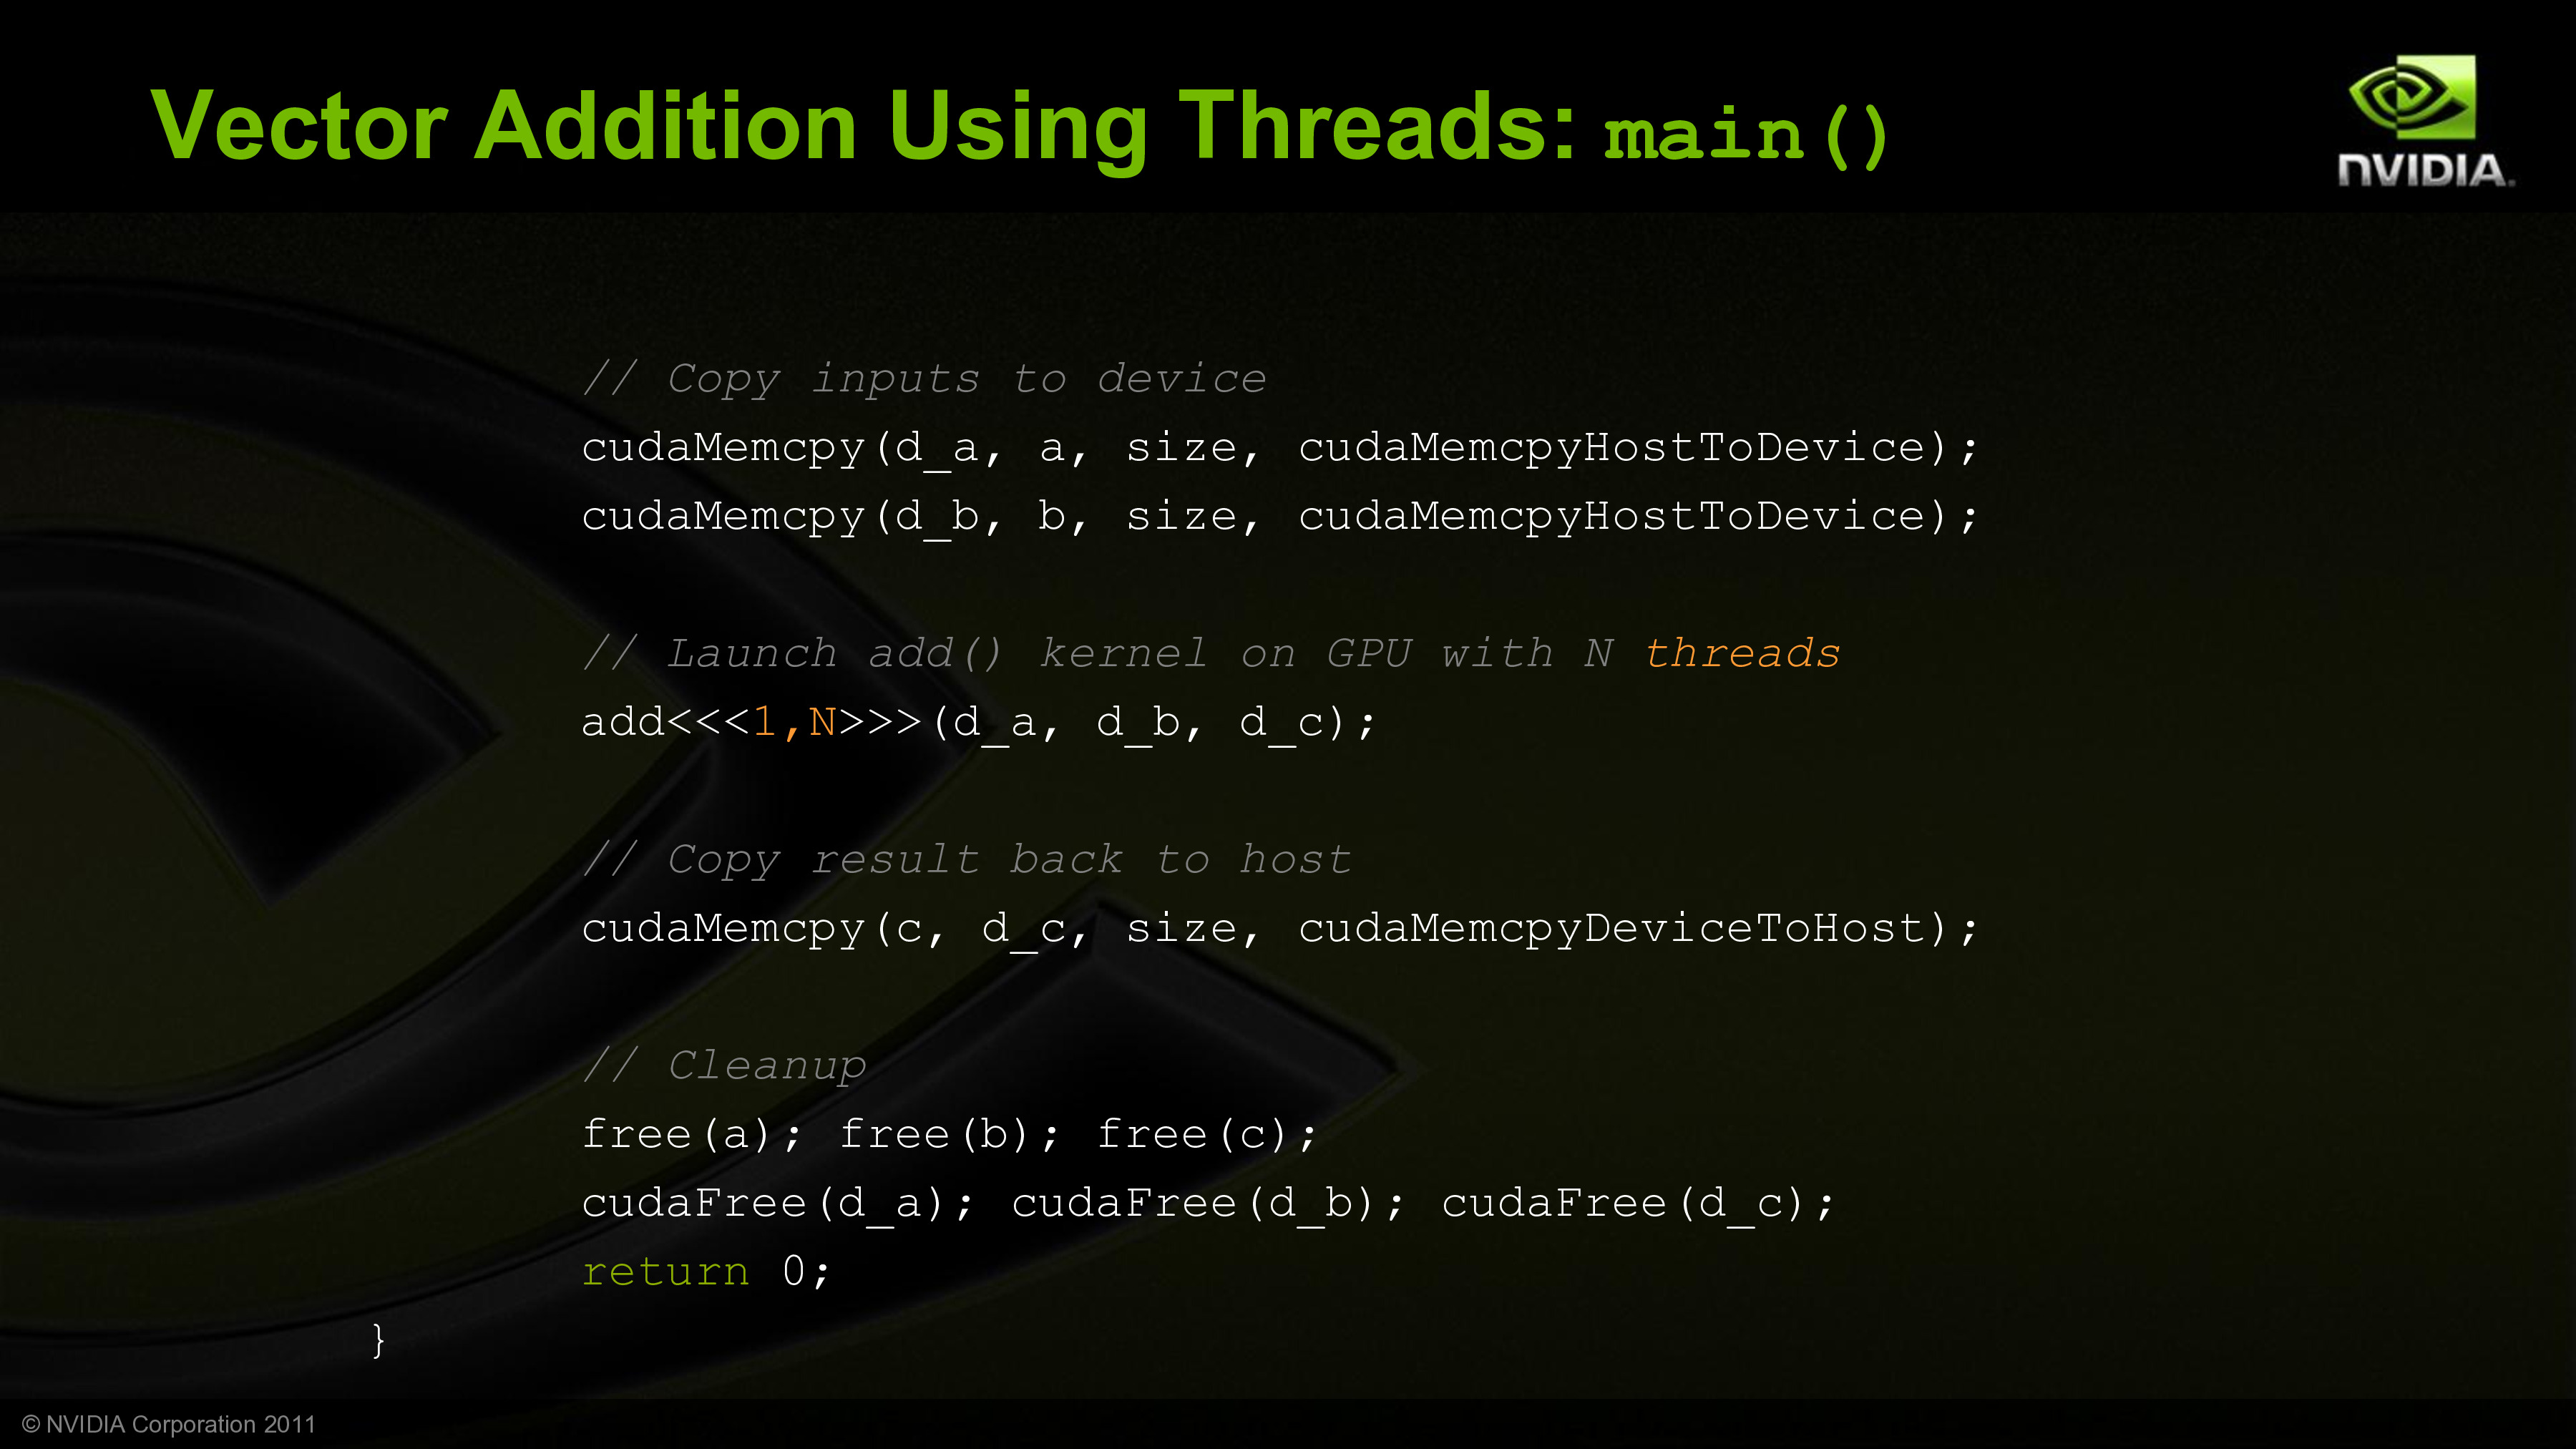 Vector Addition Using Threads: main()
NVIDIA.
// Copy inputs to device
cudaMemcpy(d_a, a, size, cudaMemcpyHostToDevice);
cudaMemcpy(d_b, b, size, cudaMemcpyHostToDevice);
// Launch add() kernel on GPU with N threads
add<<<1,N>>>(d_a, d_b, d_c);
// Copy result back to host
cudaMemcpy(c, d_c, size, cudaMemcpyDeviceToHost);
// Cleanup
free(a); free(b); free(c);
cudaFree(d_a); cudaFree(d_b); cudaFree(d_c);
return 0;
}
© NVIDIA Corporation 2011